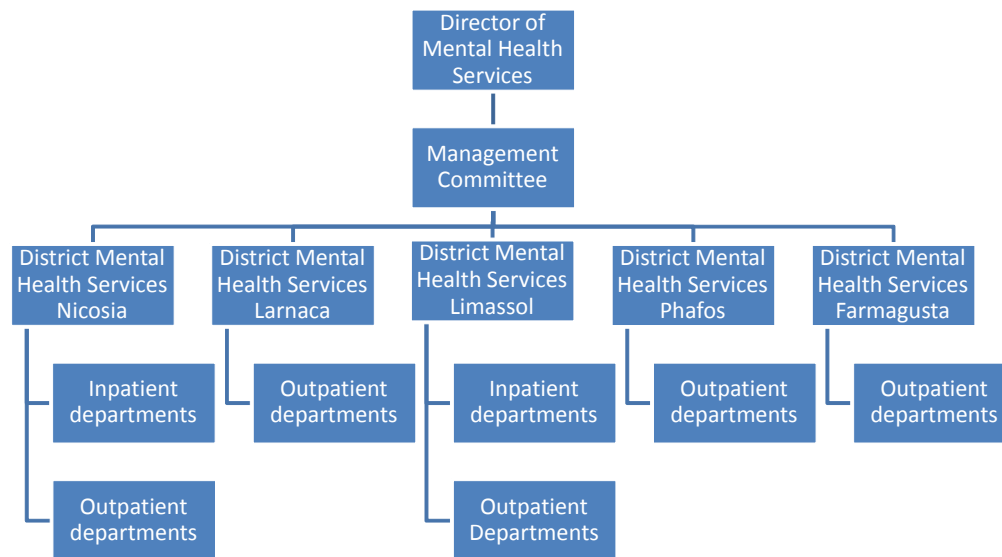 Director of
Mental Health
Services
Management
Committee
District Mental
Health Services
Nicosia
District Mental
Health Services
Larnaca
District Mental
Health Services
Limassol
District Mental
Health Services
Phafos
District Mental
Health Services
Farmagusta
Inpatient
departments
Outpatient
departments
Inpatient
departments
Outpatient
departments
Outpatient
departments
Outpatient
departments
Outpatient
Departments